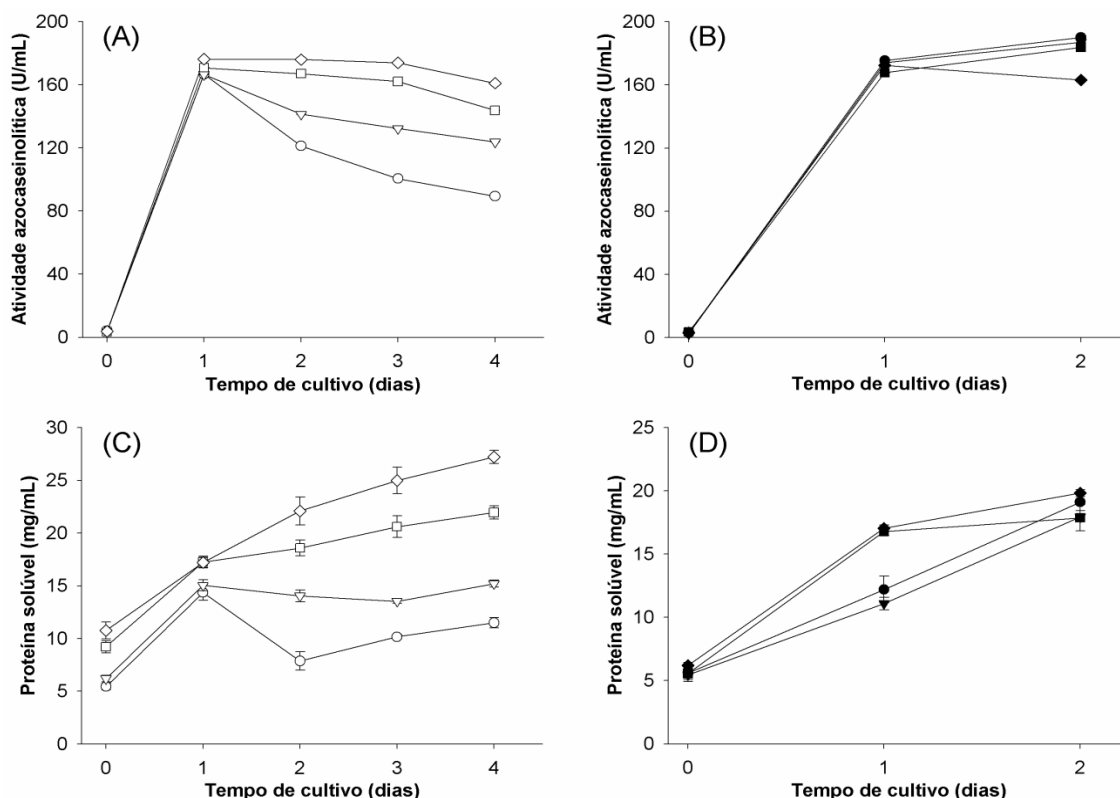 (A)
Atividade azocaseinolítica (U/mL)
200
160
120
80
40
0
0 1 2 3 4
Tempo de cultivo (dias)
(B)
Atividade azocaseinolítica (U/mL)
200
160
120
80
40
0
0 1 2
Tempo de cultivo (dias)
(C)
Proteína solúvel (mg/mL)
30
25
20
15
10
5
0
0 1 2 3 4
Tempo de cultivo (dias)
(D)
Proteína solúvel (mg/mL)
25
20
15
10
5
0
0 1 2
Tempo de cultivo (dias)